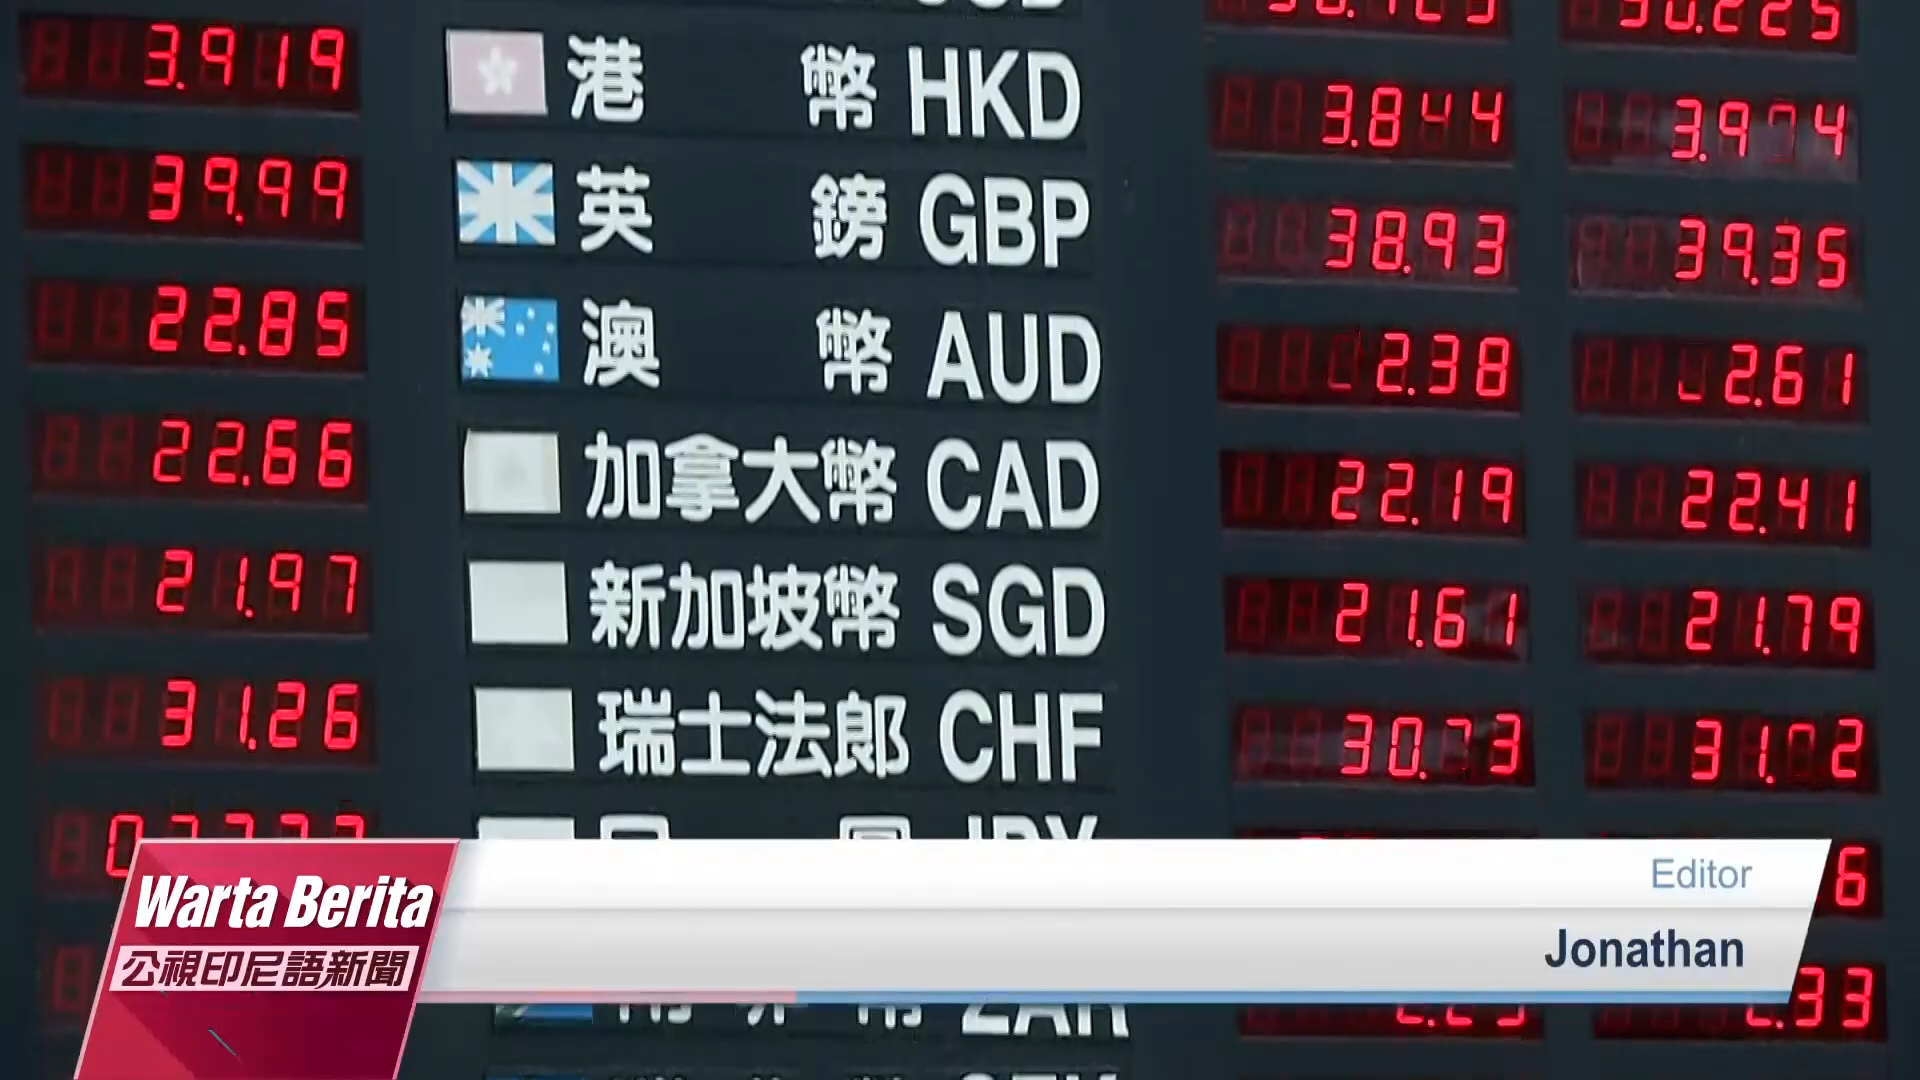 3.919 港幣 HKD 3.844
39.99 英鎊 GBP 38.93 39.35
22.85 澳幣 AUD 2.38 2.61
22.66 加拿大幣 CAD 22.19 22.41
21.97 新加坡幣 SGD 21.61 21.79
31.26 瑞士法郎 CHF 30.73 31.02
Editor
Warta Berita
Jonathan
公視印尼語新聞
ZAR